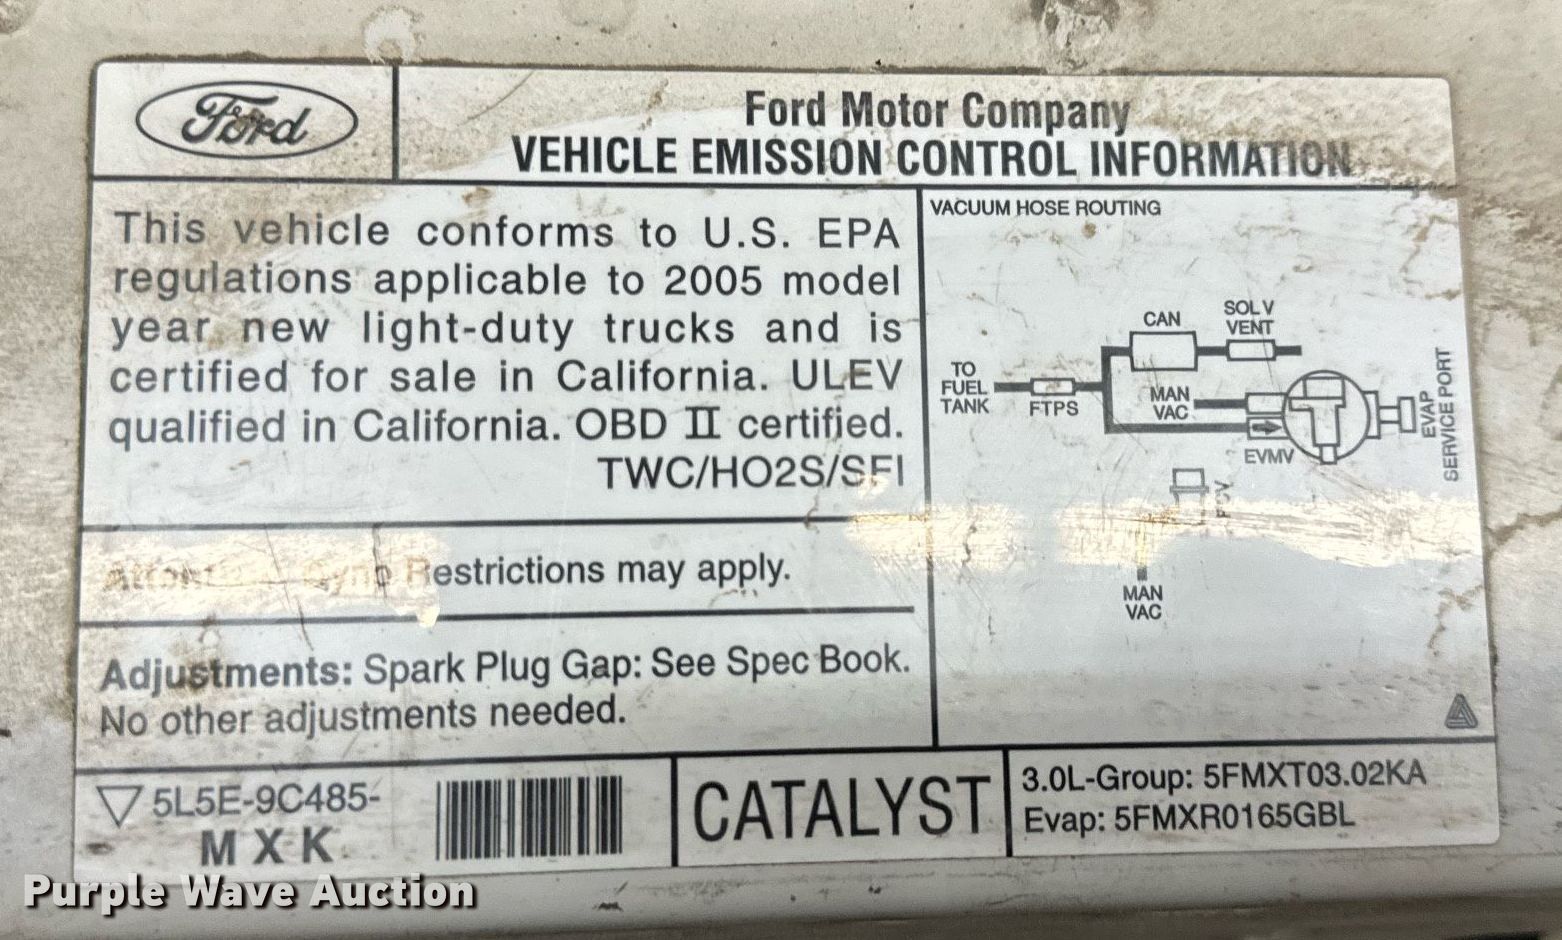 Ford
Ford Motor Company
VEHICLE EMISSION CONTROL INFORMATION
This vehicle conforms to U.S. EPA
regulations applicable to 2005 model
year new light-duty trucks and is
certified for sale in California. ULEV
qualified in California. OBD II certified.
TWC/HO2S/SFI
Dyno Restrictions may apply.
Adjustments: Spark Plug Gap: See Spec Book.
No other adjustments needed.
VACUUM HOSE ROUTING
CAN
SOL V
VENT
TO
FUEL
TANK
FTPS
MAN
VAC
EVMV
EVAP
SERVICE PORT
MAN
VAC
5L5E-9C485-
M X K
CATALYST
3.0L-Group: 5FMXT03.02KA
Evap: 5FMXR0165GBL
Purple Wave Auction